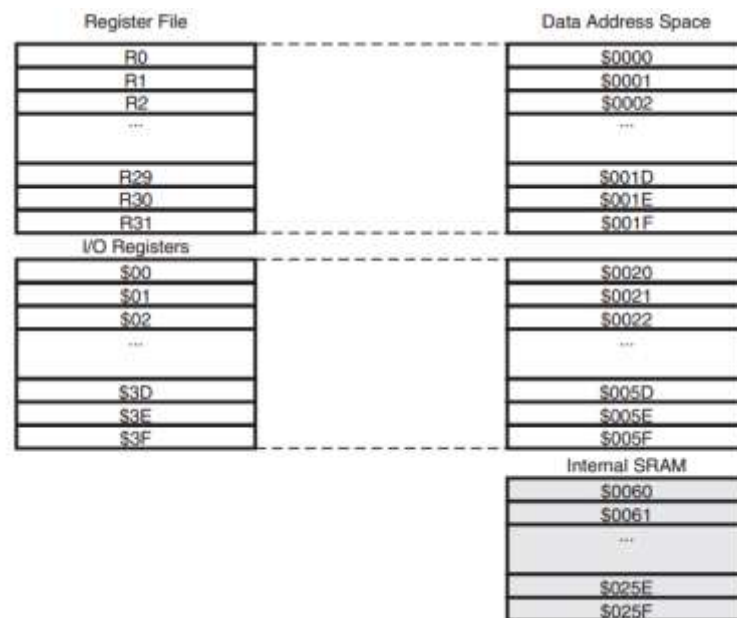 Register File Data Address Space
R0 $0000
R1 $0001
R2 $0002
... ...
R29 $001D
R30 $001E
R31 $001F
I/O Registers
$00 $0020
$01 $0021
$02 $0022
... ...
$3D $005D
$3E $005E
$3F $005F
Internal SRAM
$0060
$0061
...
$025E
$025F